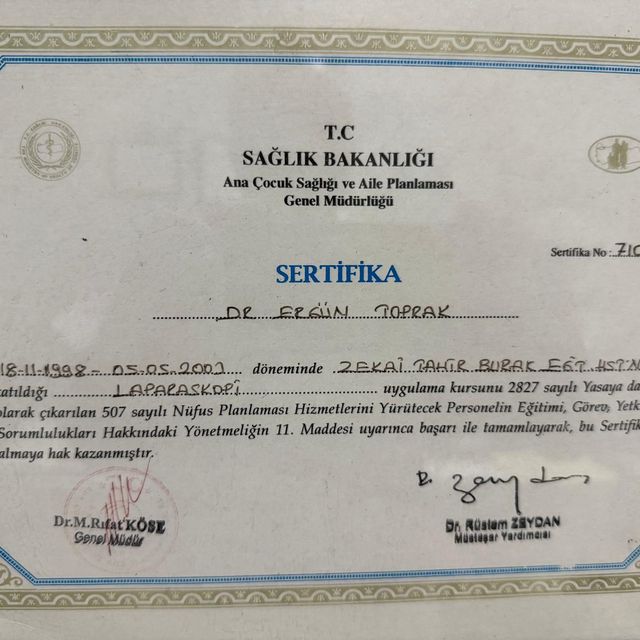 T.C
SAĞLIK BAKANLIĞI
Ana Çocuk Sağlığı ve Aile Planlaması
Genel Müdürlüğü
Sertifika No : 710
SERTİFİKA
DR ERGÜN TOPRAK
18-11-1998 - 05.05.2001 döneminde ZEKAİ TAHİR BURAK EĞT HST'N
katıldığı LAPARASKOPİ uygulama kursunu 2827 sayılı Yasaya da
olarak çıkarılan 507 sayılı Nüfus Planlaması Hizmetlerini Yürütecek Personelin Eğitimi, Görev, Yetk
Sorumlulukları Hakkındaki Yönetmeliğin 11. Maddesi uyarınca başarı ile tamamlayarak, bu Sertifik
almaya hak kazanmıştır.
Dr.M.Rıfat KÖSE
Genel Müdür
Dr. Rüstem ZEYDAN
Müsteşar Yardımcısı